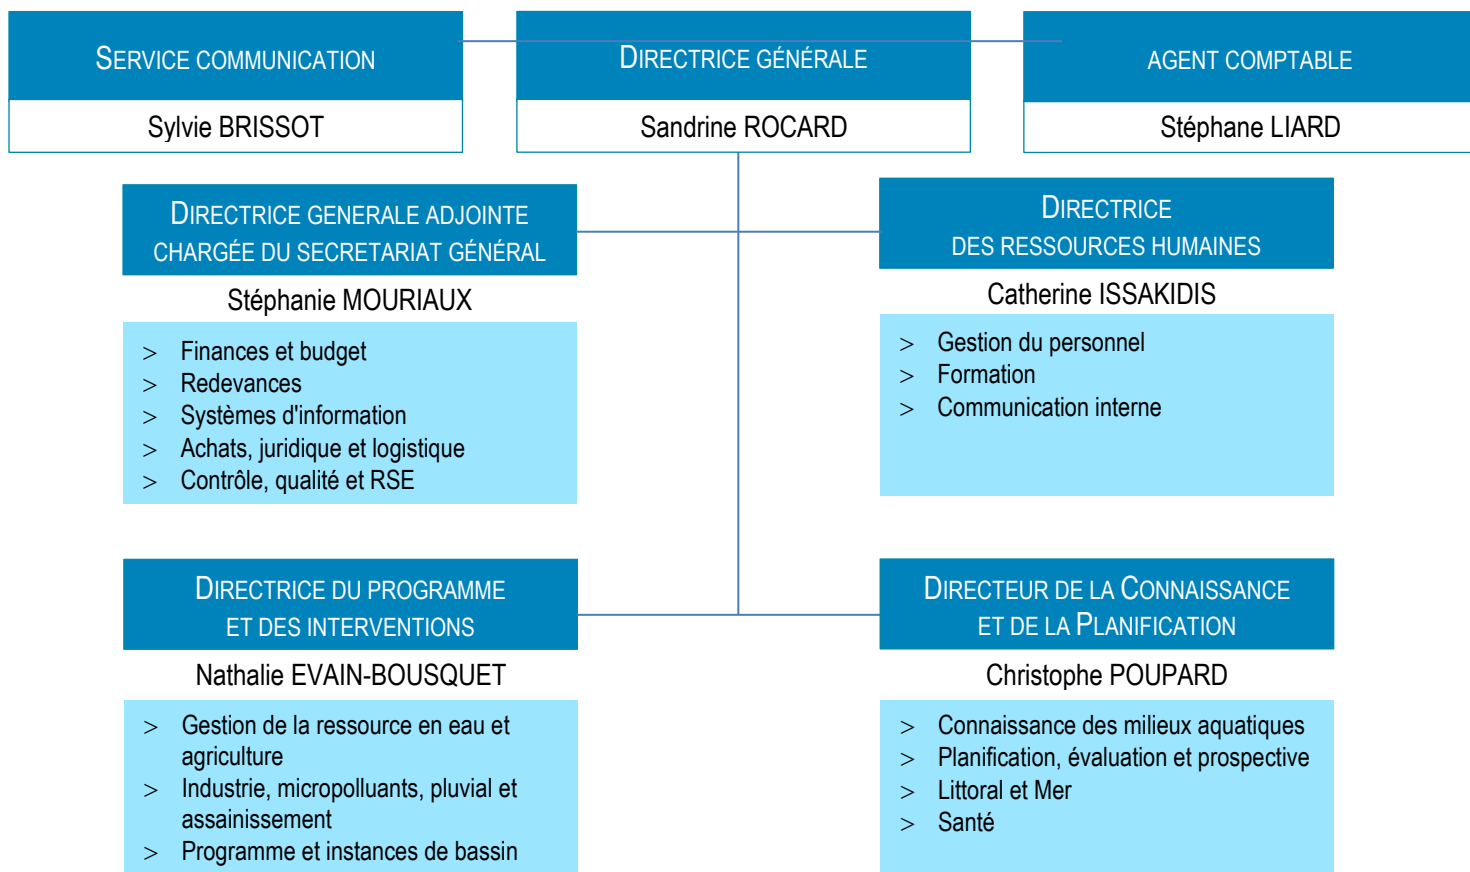 SERVICE COMMUNICATION
Sylvie BRISSOT
DIRECTRICE GÉNÉRALE
Sandrine ROCARD
AGENT COMPTABLE
Stéphane LIARD
DIRECTRICE GENERALE ADJOINTE
CHARGÉE DU SECRETARIAT GÉNÉRAL
Stéphanie MOURIAUX
> Finances et budget
> Redevances
> Systèmes d'information
> Achats, juridique et logistique
> Contrôle, qualité et RSE
DIRECTRICE
DES RESSOURCES HUMAINES
Catherine ISSAKIDIS
> Gestion du personnel
> Formation
> Communication interne
DIRECTRICE DU PROGRAMME
ET DES INTERVENTIONS
Nathalie EVAIN-BOUSQUET
> Gestion de la ressource en eau et
agriculture
> Industrie, micropolluants, pluvial et
assainissement
> Programme et instances de bassin
DIRECTEUR DE LA CONNAISSANCE
ET DE LA PLANIFICATION
Christophe POUPARD
> Connaissance des milieux aquatiques
> Planification, évaluation et prospective
> Littoral et Mer
> Santé